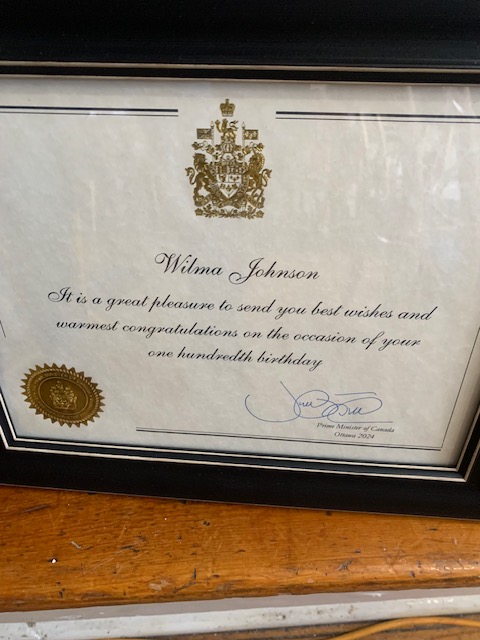 Wilma Johnson
It is a great pleasure to send you best wishes and
warmest congratulations on the occasion of your
one hundredth birthday
Prime Minister of Canada
Ottawa 2024